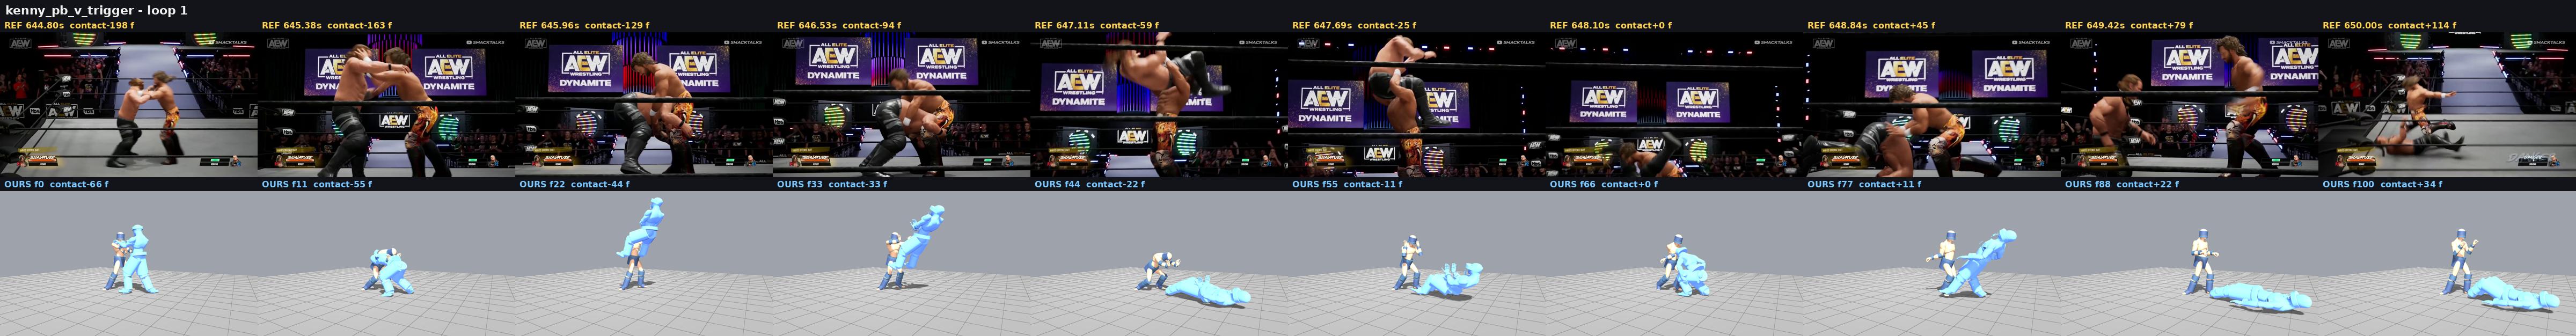 kenny_pb_v_trigger - loop 1
REF 644.80s contact-198 f
REF 645.38s contact-163 f
REF 645.96s contact-129 f
REF 646.53s contact-94 f
REF 647.11s contact-59 f
REF 647.69s contact-25 f
REF 648.10s contact+0 f
REF 648.84s contact+45 f
REF 649.42s contact+79 f
REF 650.00s contact+114 f
AEW
SMACKTALKS
ALL ELITE
AEW
WRESTLING
DYNAMITE
SIGNATURE
OURS f0 contact-66 f
OURS f11 contact-55 f
OURS f22 contact-44 f
OURS f33 contact-33 f
OURS f44 contact-22 f
OURS f55 contact-11 f
OURS f66 contact+0 f
OURS f77 contact+11 f
OURS f88 contact+22 f
OURS f100 contact+34 f